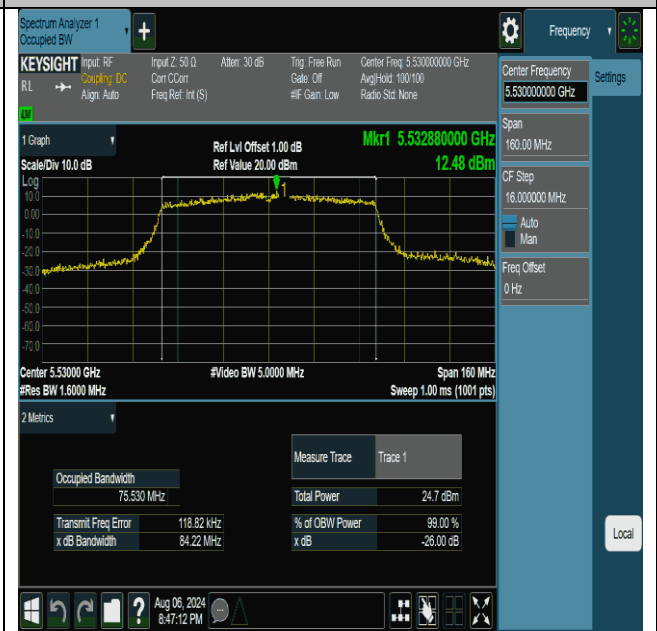 Spectrum Analyzer 1
Occupied BW
Frequency
KEYSIGHT
RL
Input: RF
Coupling: DC
Align: Auto
Input Z: 50 Ω
Corr CCorr
Freq Ref: Int (S)
Atten: 30 dB
Trig: Free Run
Gate: Off
#IF Gain: Low
Center Freq: 5.530000000 GHz
Avg|Hold: 100/100
Radio Std: None
Center Frequency
5.530000000 GHz
Settings
Span
160.00 MHz
CF Step
16.000000 MHz
Auto
Man
Freq Offset
0 Hz
Local
1 Graph
Scale/Div 10.0 dB
Ref Lvl Offset 1.00 dB
Ref Value 20.00 dBm
Mkr1 5.532880000 GHz
12.48 dBm
Log
10.0
0.00
-10.0
-20.0
-30.0
-40.0
-50.0
-60.0
-70.0
1
Center 5.53000 GHz
#Res BW 1.6000 MHz
#Video BW 5.0000 MHz
Span 160 MHz
Sweep 1.00 ms (1001 pts)
2 Metrics
Measure Trace Trace 1
Occupied Bandwidth
75.530 MHz
Total Power 24.7 dBm
Transmit Freq Error 118.82 kHz
% of OBW Power 99.00 %
x dB Bandwidth 84.22 MHz
x dB -26.00 dB
Aug 06, 2024
8:47:12 PM